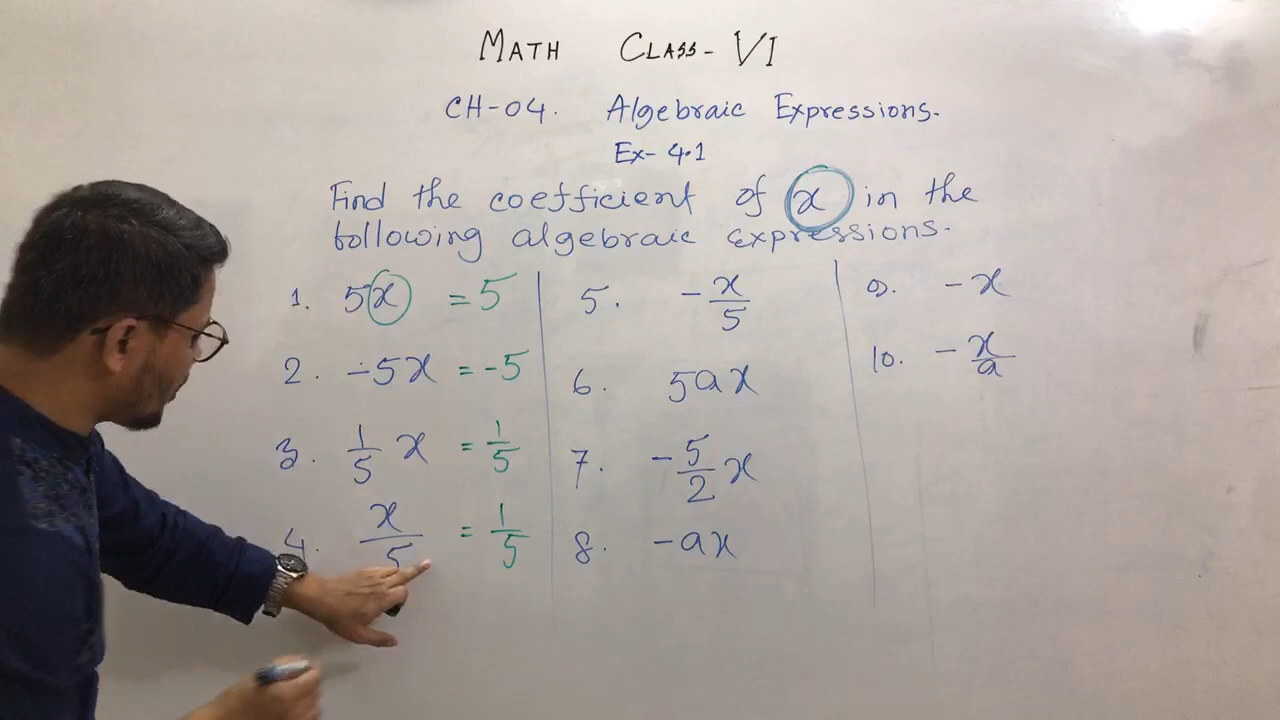 MATH CLASS- VI
CH-04. Algebraic Expressions.
Ex- 4.1
Find the coefficient of x in the
following algebraic expressions.
1. 5x = 5
2. -5x = -5
3. 1/5 x = 1/5
4. x/5 = 1/5
5. -x/5
6. 5ax
7. -5/2 x
8. -ax
9. -x
10. -x/a